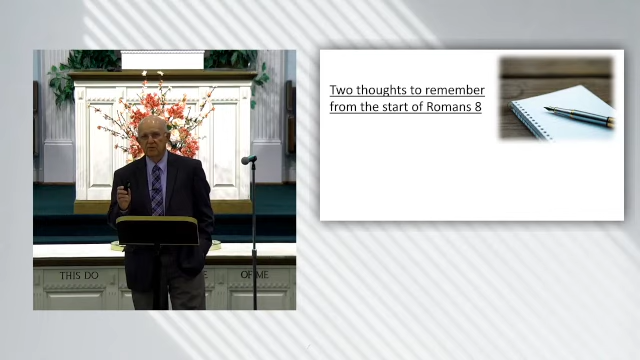 Two thoughts to remember
from the start of Romans 8
THIS DO
OF ME